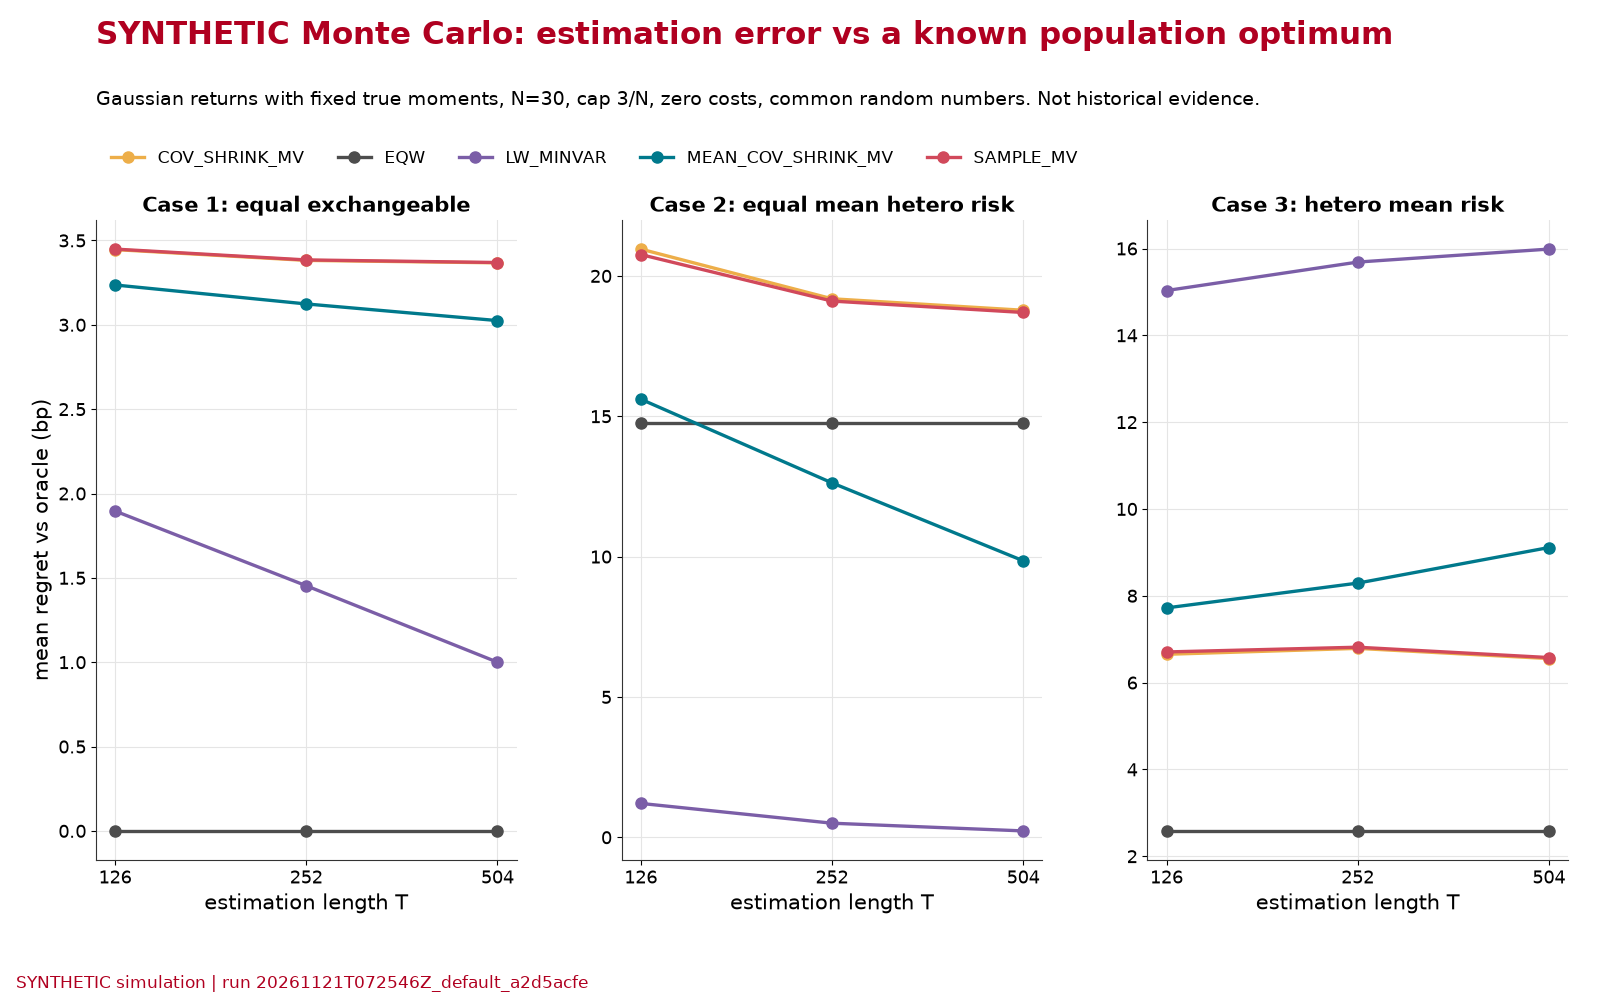 SYNTHETIC Monte Carlo: estimation error vs a known population optimum
Gaussian returns with fixed true moments, N=30, cap 3/N, zero costs, common random numbers. Not historical evidence.
COV_SHRINK_MV EQW LW_MINVAR MEAN_COV_SHRINK_MV SAMPLE_MV
Case 1: equal exchangeable
mean regret vs oracle (bp)
3.5
3.0
2.5
2.0
1.5
1.0
0.5
0.0
126 252 504
estimation length T
Case 2: equal mean hetero risk
20
15
10
5
0
126 252 504
estimation length T
Case 3: hetero mean risk
16
14
12
10
8
6
4
2
126 252 504
estimation length T
SYNTHETIC simulation | run 20261121T072546Z_default_a2d5acfe